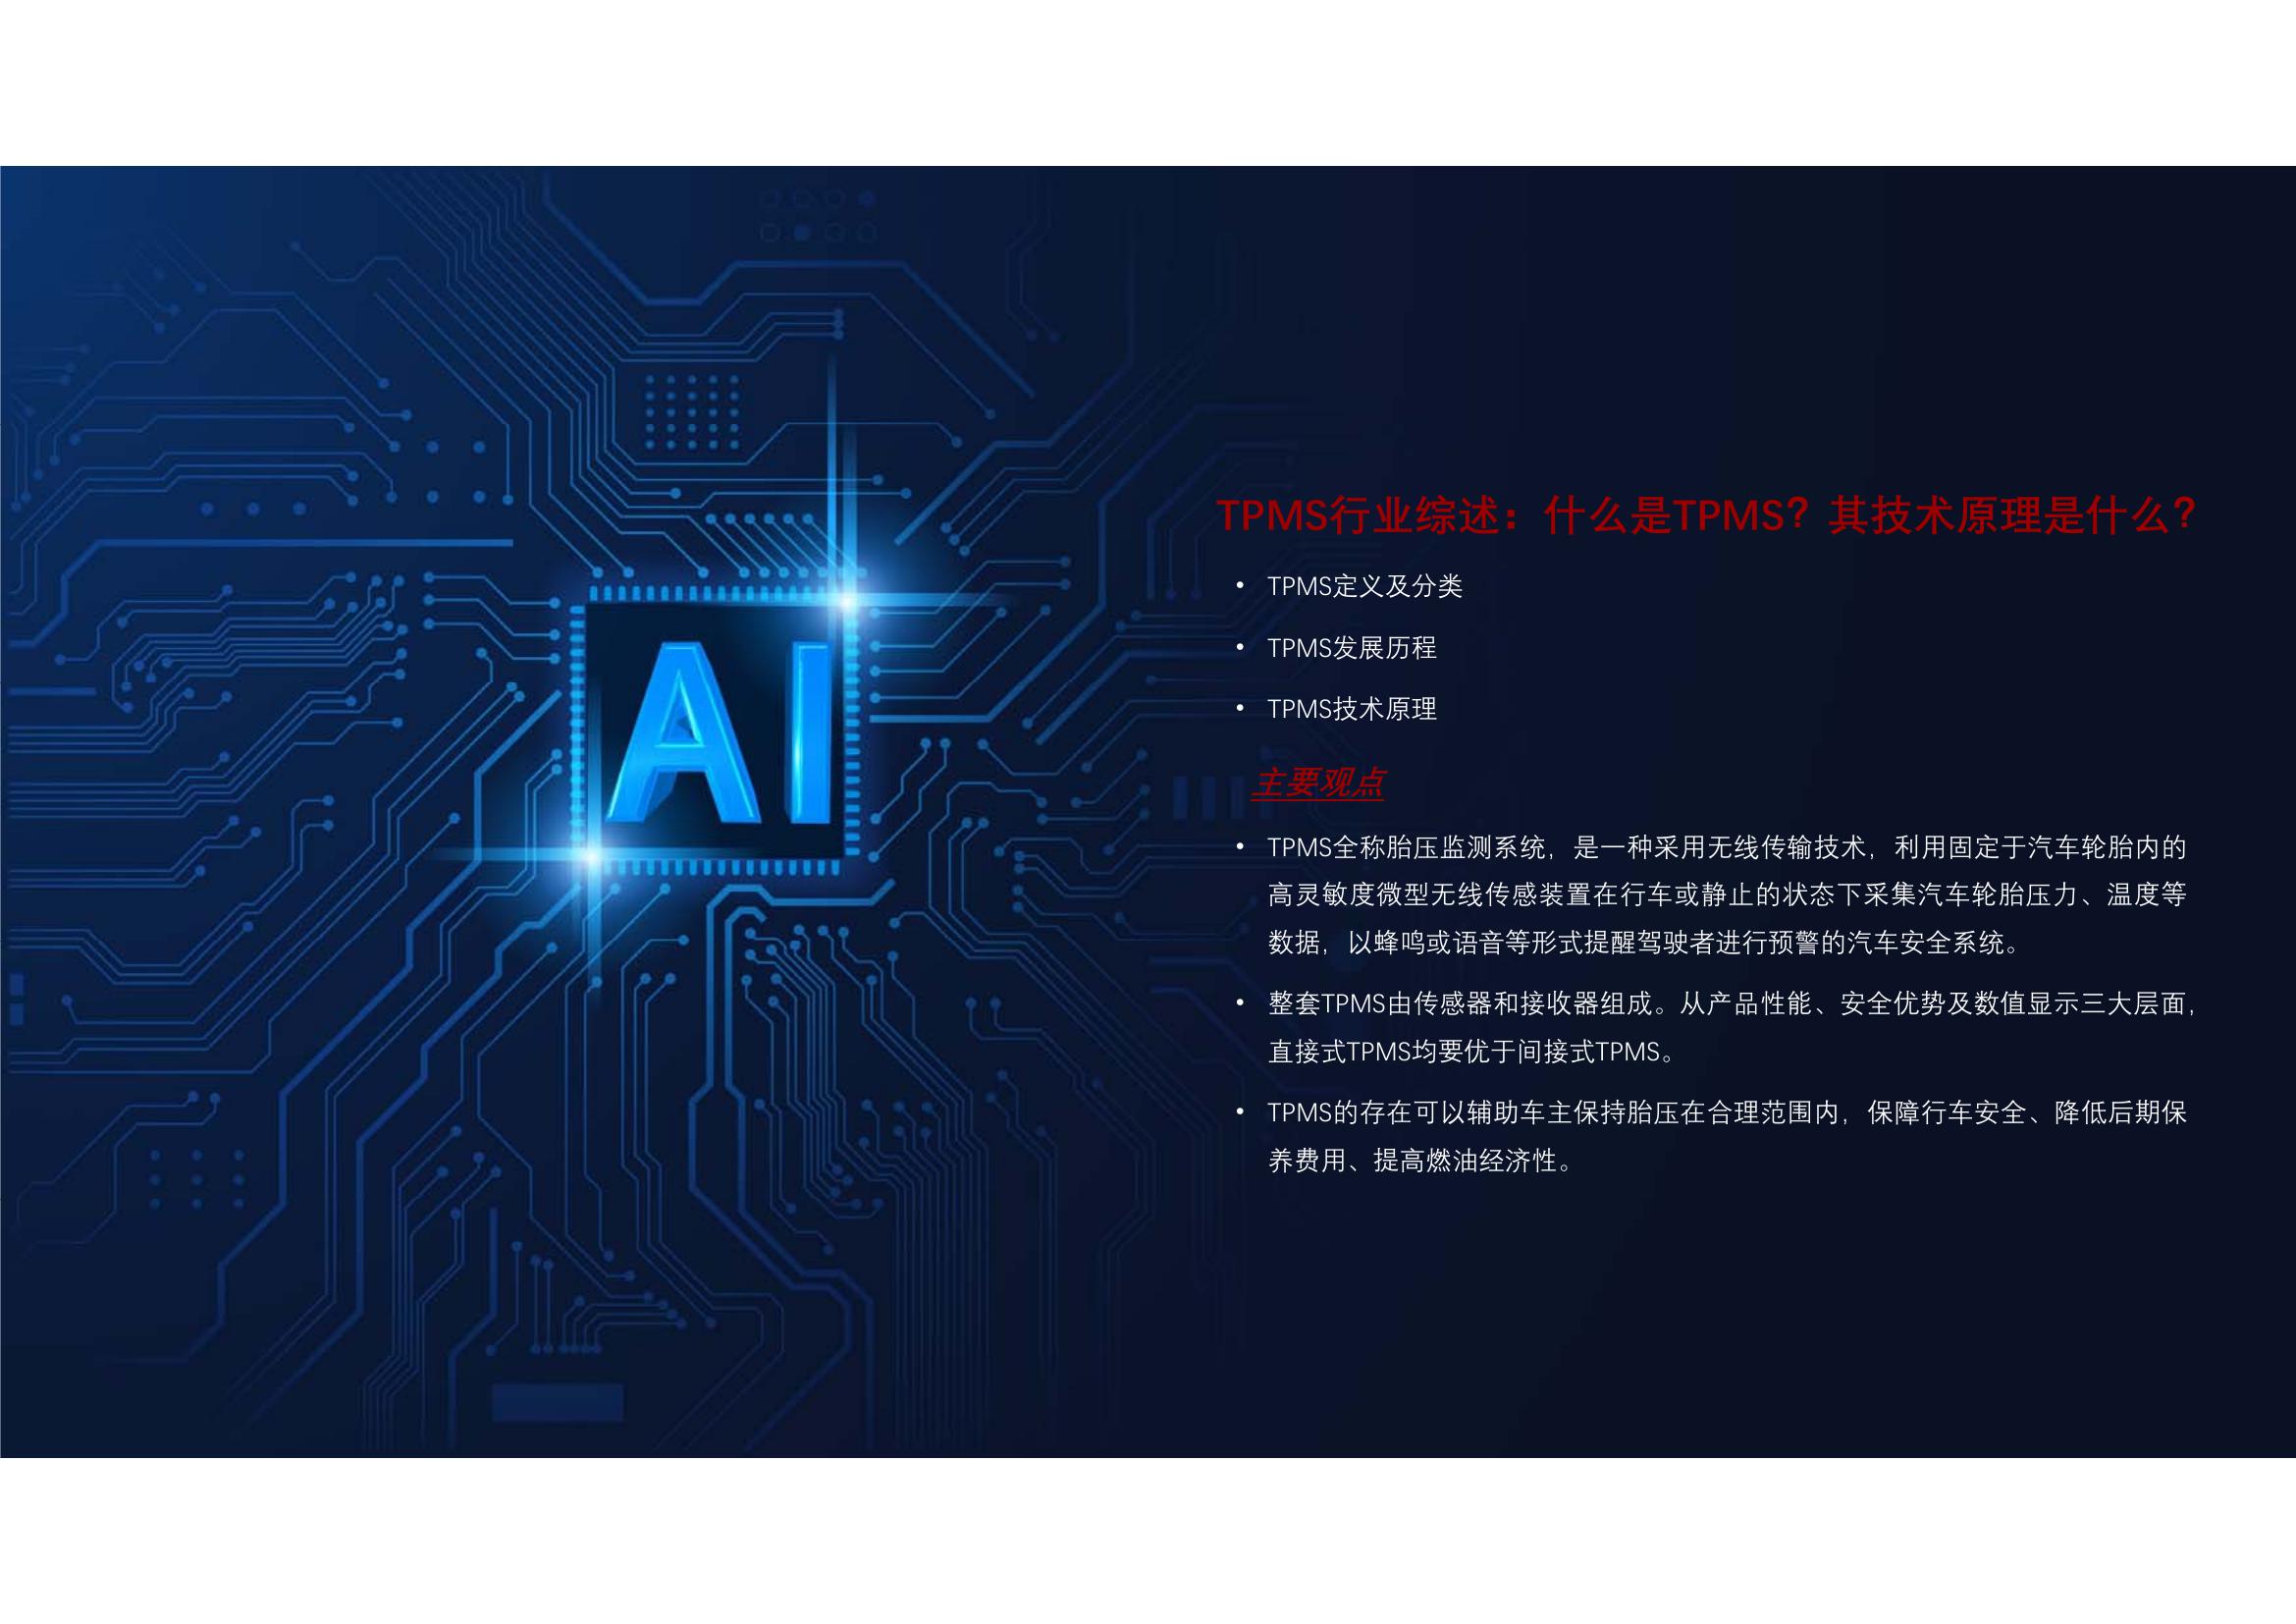 AI
TPMS行业综述：什么是TPMS？其技术原理是什么？
• TPMS定义及分类
• TPMS发展历程
• TPMS技术原理
主要观点
• TPMS全称胎压监测系统，是一种采用无线传输技术，利用固定于汽车轮胎内的
高灵敏度微型无线传感装置在行车或静止的状态下采集汽车轮胎压力、温度等
数据，以蜂鸣或语音等形式提醒驾驶者进行预警的汽车安全系统。
• 整套TPMS由传感器和接收器组成。从产品性能、安全优势及数值显示三大层面，
直接式TPMS均要优于间接式TPMS。
• TPMS的存在可以辅助车主保持胎压在合理范围内，保障行车安全、降低后期保
养费用、提高燃油经济性。